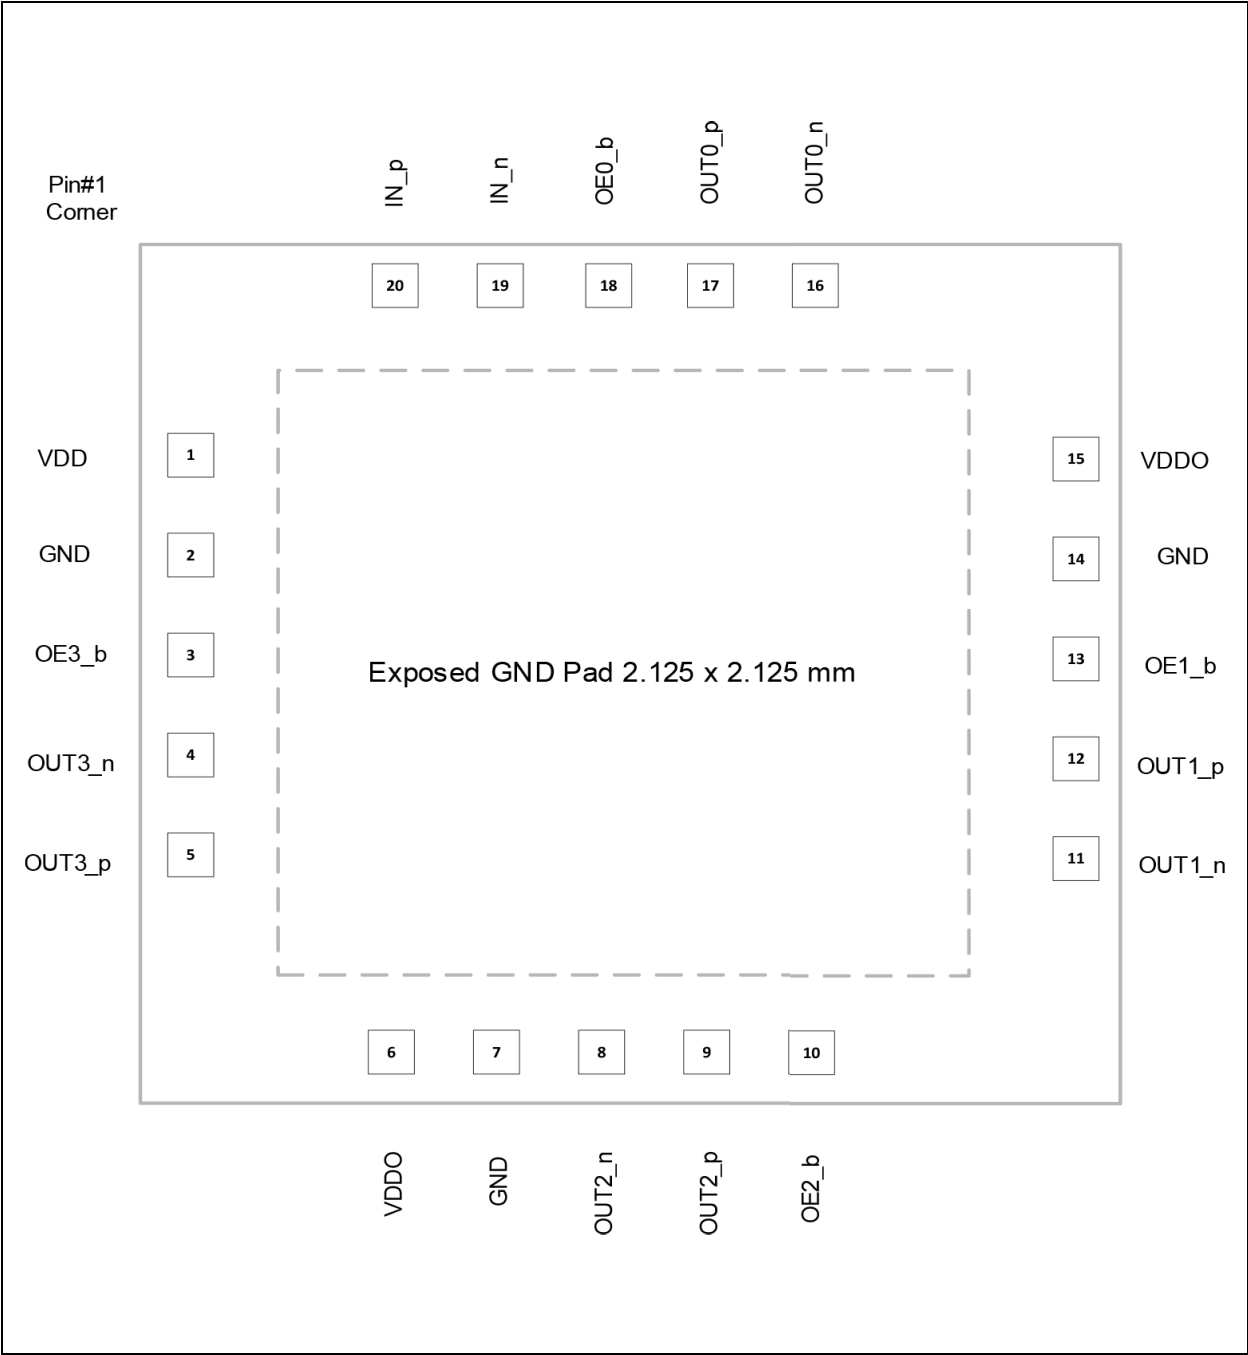 IN_p
IN_n
OE0_b
OUT0_p
OUT0_n
Pin#1
Corner
20
19
18
17
16
VDD
1
15
VDDO
GND
2
14
GND
OE3_b
3
13
OE1_b
Exposed GND Pad 2.125 x 2.125 mm
OUT3_n
4
12
OUT1_p
OUT3_p
5
11
OUT1_n
6
7
8
9
10
VDDO
GND
OUT2_n
OUT2_p
OE2_b